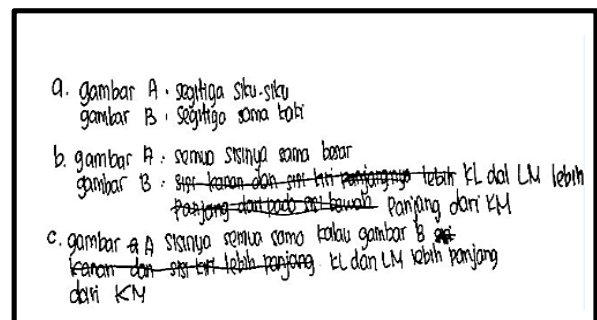 a. gambar A : segitiga siku-siku
gambar B : segitiga sama kaki
b. gambar A : semua sisinya sama besar
gambar B : sisi kanan dan sisi kiri panjangnya lebih KL dal LM lebih
panjang dari pada sisi bawah Panjang dari KM
c. gambar A sisinya semua sama kalau gambar B
kanan dan sisi kiri lebih panjang. KL dan LM lebih panjang
dari KM